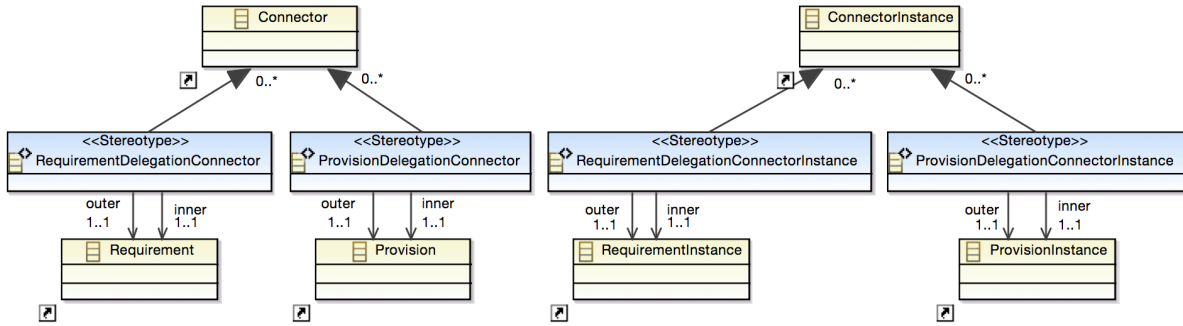 Connector
ConnectorInstance
0..*
0..*
0..*
0..*
<<Stereotype>>
RequirementDelegationConnector
<<Stereotype>>
ProvisionDelegationConnector
<<Stereotype>>
RequirementDelegationConnectorInstance
<<Stereotype>>
ProvisionDelegationConnectorInstance
outer
1..1
inner
1..1
outer
1..1
inner
1..1
outer
1..1
inner
1..1
outer
1..1
inner
1..1
Requirement
Provision
RequirementInstance
ProvisionInstance